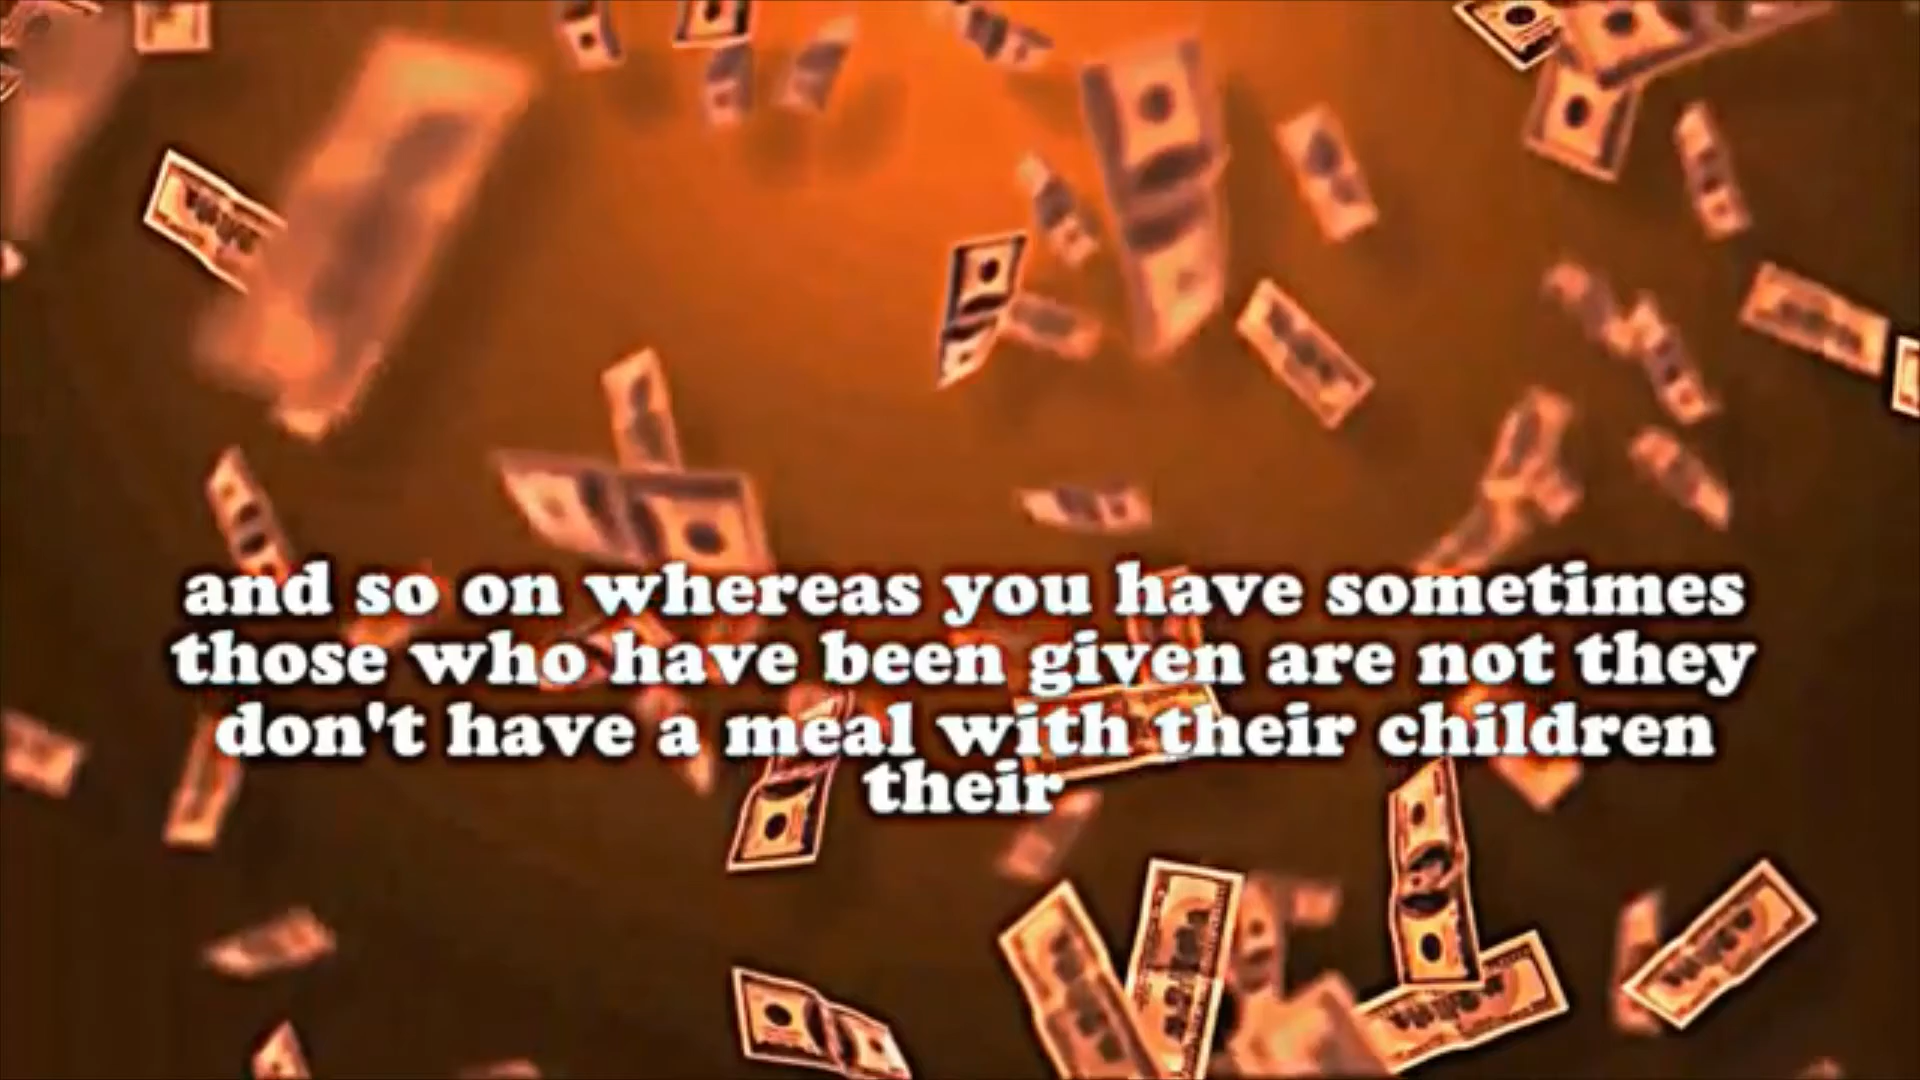 and so on whereas you have sometimes
those who have been given are not they
don't have a meal with their children
their